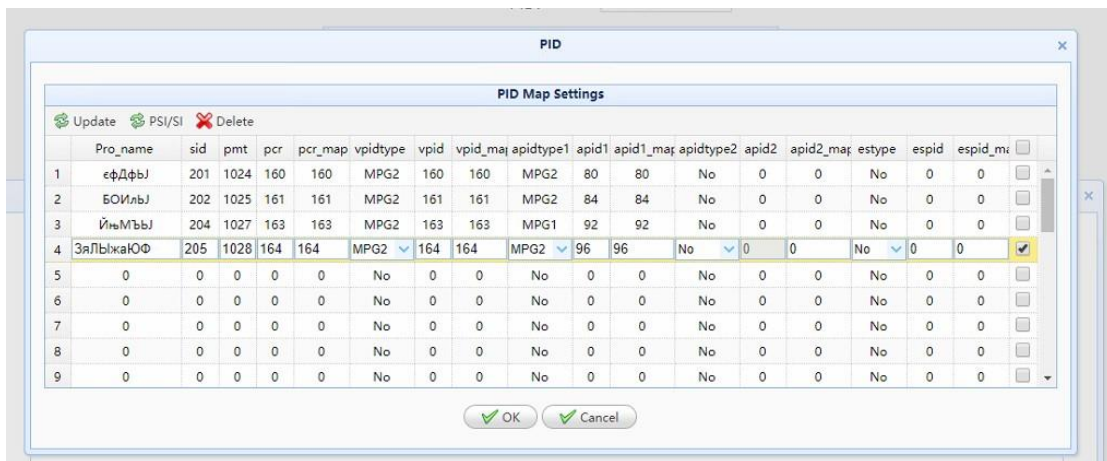 PID
PID Map Settings
Update PSI/SI Delete
Pro_name sid pmt pcr pcr_map vpidtype vpid vpid_map apidtype1 apid1 apid1_map apidtype2 apid2 apid2_map estype espid espid_ma
1 єфДфЫЈ 201 1024 160 160 MPG2 160 160 MPG2 80 80 No 0 0 No 0 0
2 БОИлЫЈ 202 1025 161 161 MPG2 161 161 MPG2 84 84 No 0 0 No 0 0
3 ЙњМЪЫЈ 204 1027 163 163 MPG2 163 163 MPG1 92 92 No 0 0 No 0 0
4 ЗяЛЫжаЮФ 205 1028 164 164 MPG2 164 164 MPG2 96 96 No 0 0 No 0 0
5 0 0 0 0 0 No 0 0 No 0 0 No 0 0 No 0 0
6 0 0 0 0 0 No 0 0 No 0 0 No 0 0 No 0 0
7 0 0 0 0 0 No 0 0 No 0 0 No 0 0 No 0 0
8 0 0 0 0 0 No 0 0 No 0 0 No 0 0 No 0 0
9 0 0 0 0 0 No 0 0 No 0 0 No 0 0 No 0 0
OK Cancel